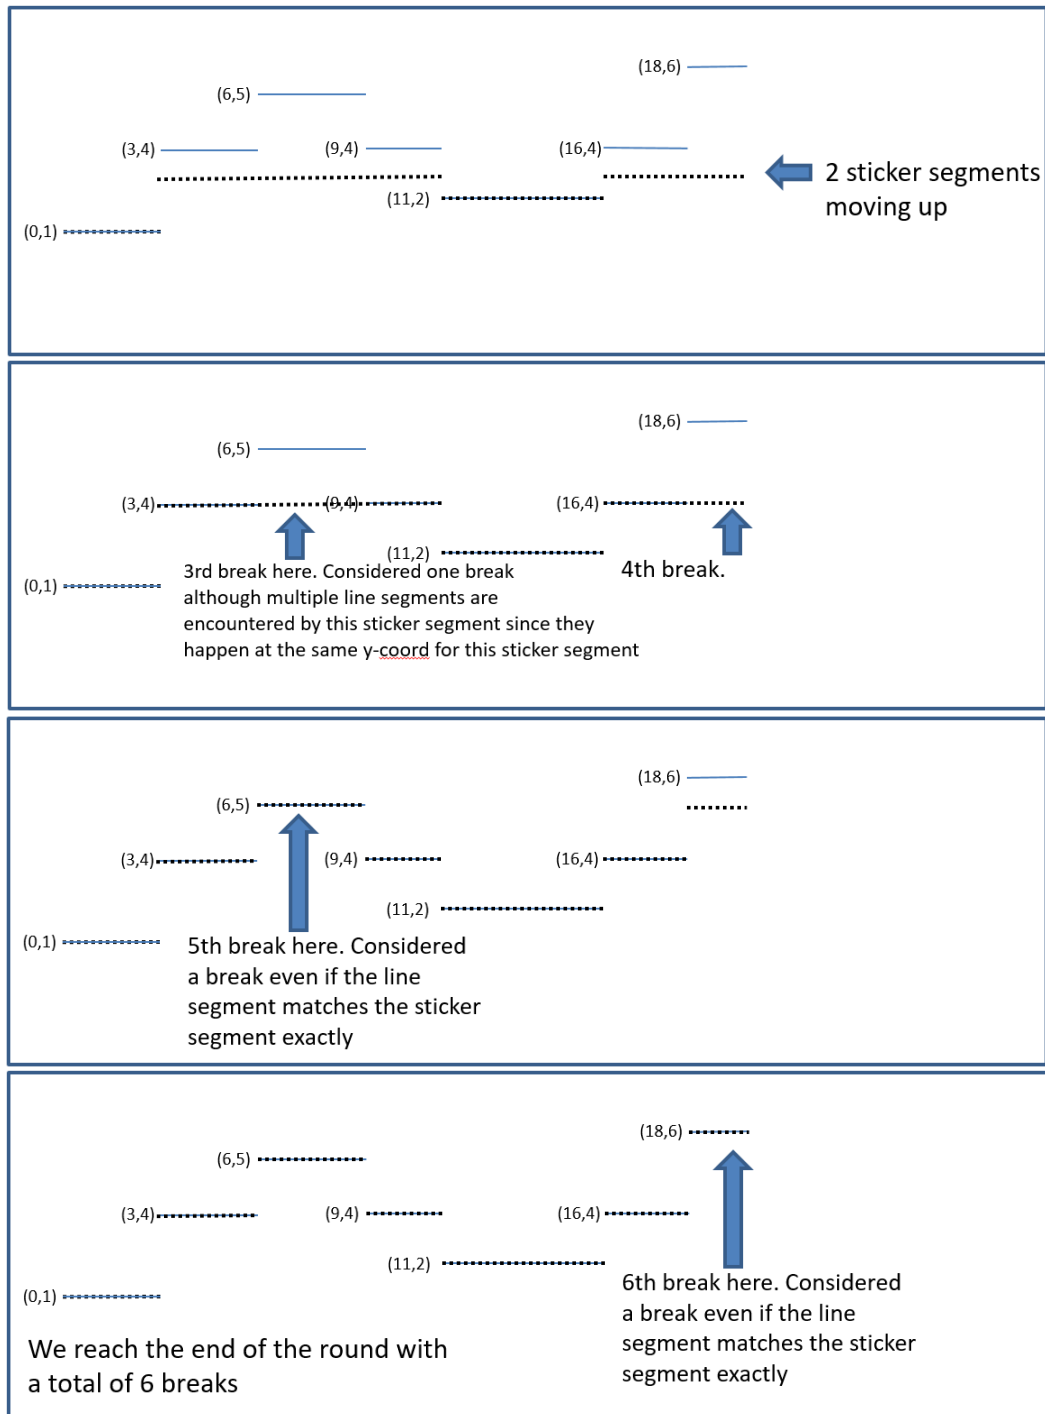 (18,6)
(6,5)
(3,4)
(9,4)
(16,4)
2 sticker segments
moving up
(11,2)
(0,1)
(18,6)
(6,5)
(3,4)
(9,4)
(16,4)
(11,2)
(0,1)
3rd break here. Considered one break
although multiple line segments are
encountered by this sticker segment since they
happen at the same y-coord for this sticker segment
4th break.
(18,6)
(6,5)
(3,4)
(9,4)
(16,4)
(11,2)
(0,1)
5th break here. Considered
a break even if the line
segment matches the sticker
segment exactly
(18,6)
(6,5)
(3,4)
(9,4)
(16,4)
(11,2)
(0,1)
6th break here. Considered
a break even if the line
segment matches the sticker
segment exactly
We reach the end of the round with
a total of 6 breaks